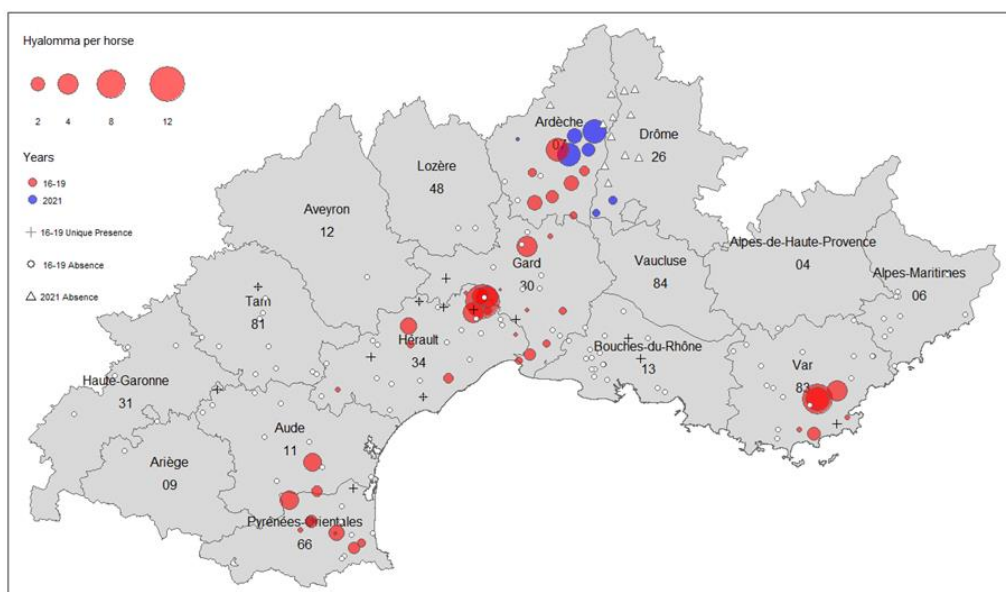 Hyalomma per horse
2 4 8 12
Years
16-19
2021
16-19 Unique Presence
16-19 Absence
2021 Absence
Ardèche
07
Drôme
26
Lozère
48
Aveyron
12
Gard
30
Vaucluse
84
Alpes-de-Haute-Provence
04
Alpes-Maritimes
06
Tarn
81
Hérault
34
Bouches-du-Rhône
13
Var
83
Haute-Garonne
31
Aude
11
Ariège
09
Pyrénées-Orientales
66